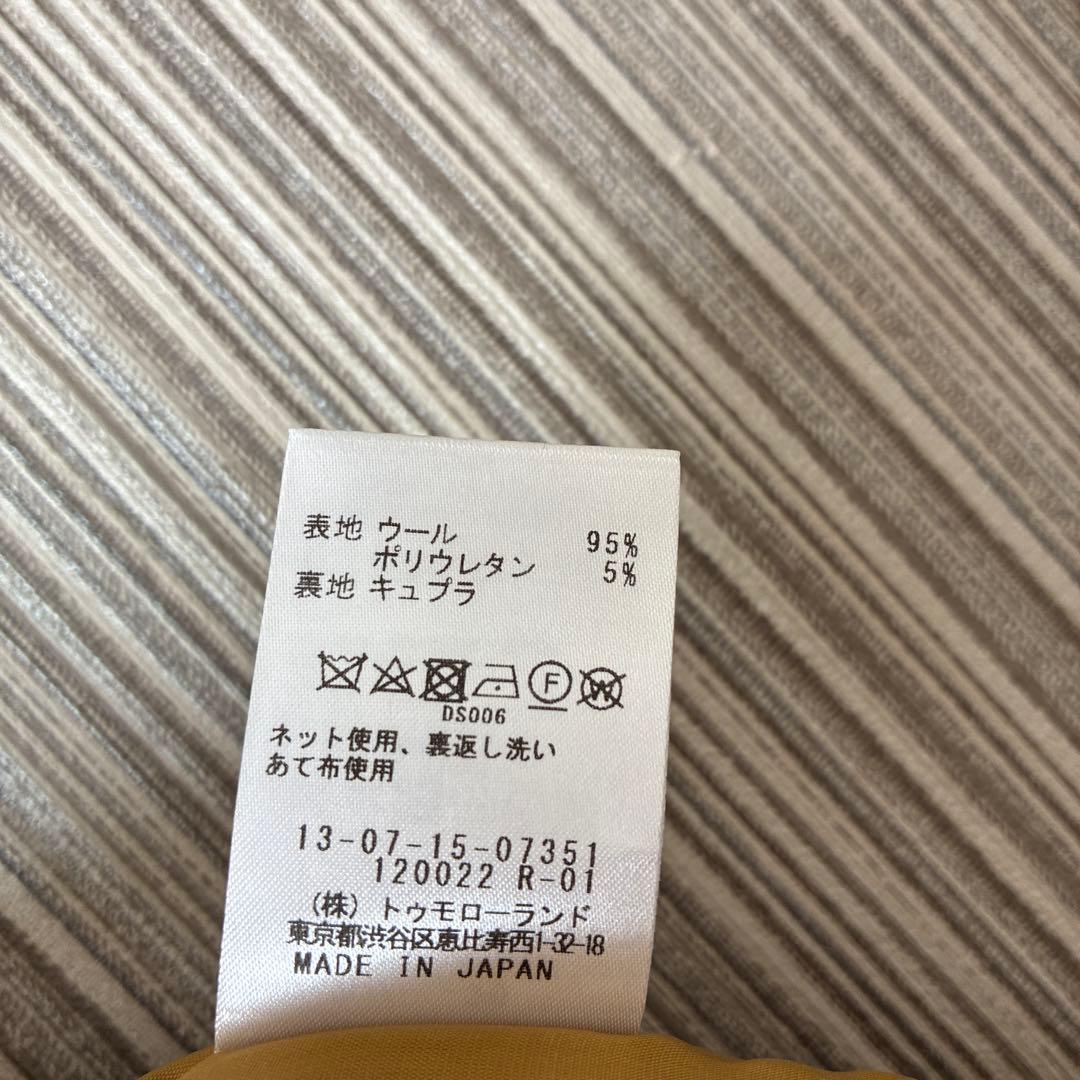 表地 ウール 95%
ポリウレタン 5%
裏地 キュプラ
F W
DS006
ネット使用、裏返し洗い
あて布使用
13-07-15-07351
120022 R-01
(株) トゥモローランド
東京都渋谷区恵比寿西1-32-18
MADE IN JAPAN